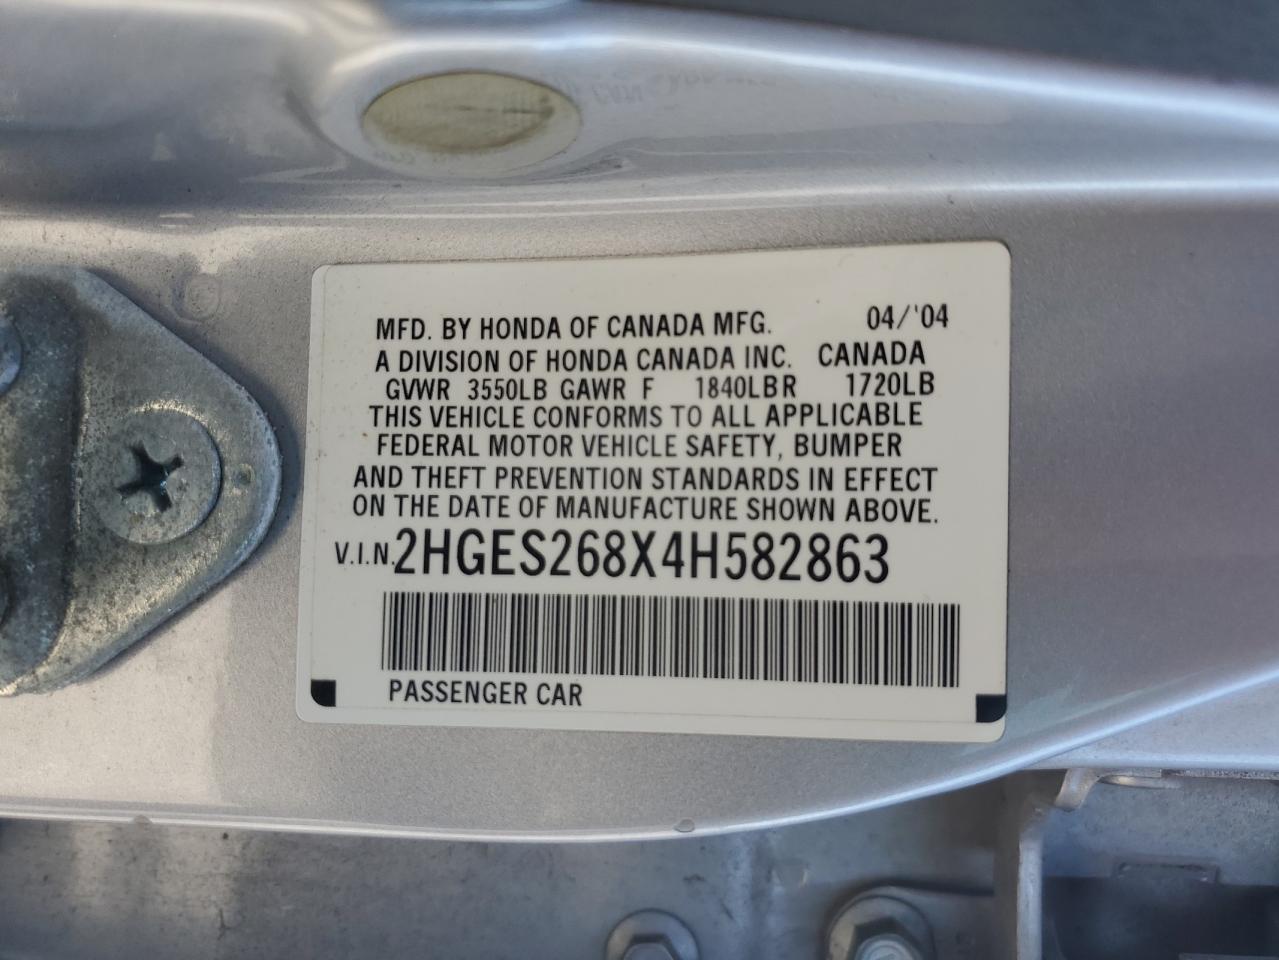 MFD. BY HONDA OF CANADA MFG. 04/'04
A DIVISION OF HONDA CANADA INC. CANADA
GVWR 3550LB GAWR F 1840LB R 1720LB
THIS VEHICLE CONFORMS TO ALL APPLICABLE
FEDERAL MOTOR VEHICLE SAFETY, BUMPER
AND THEFT PREVENTION STANDARDS IN EFFECT
ON THE DATE OF MANUFACTURE SHOWN ABOVE.
V.I.N. 2HGES268X4H582863
PASSENGER CAR